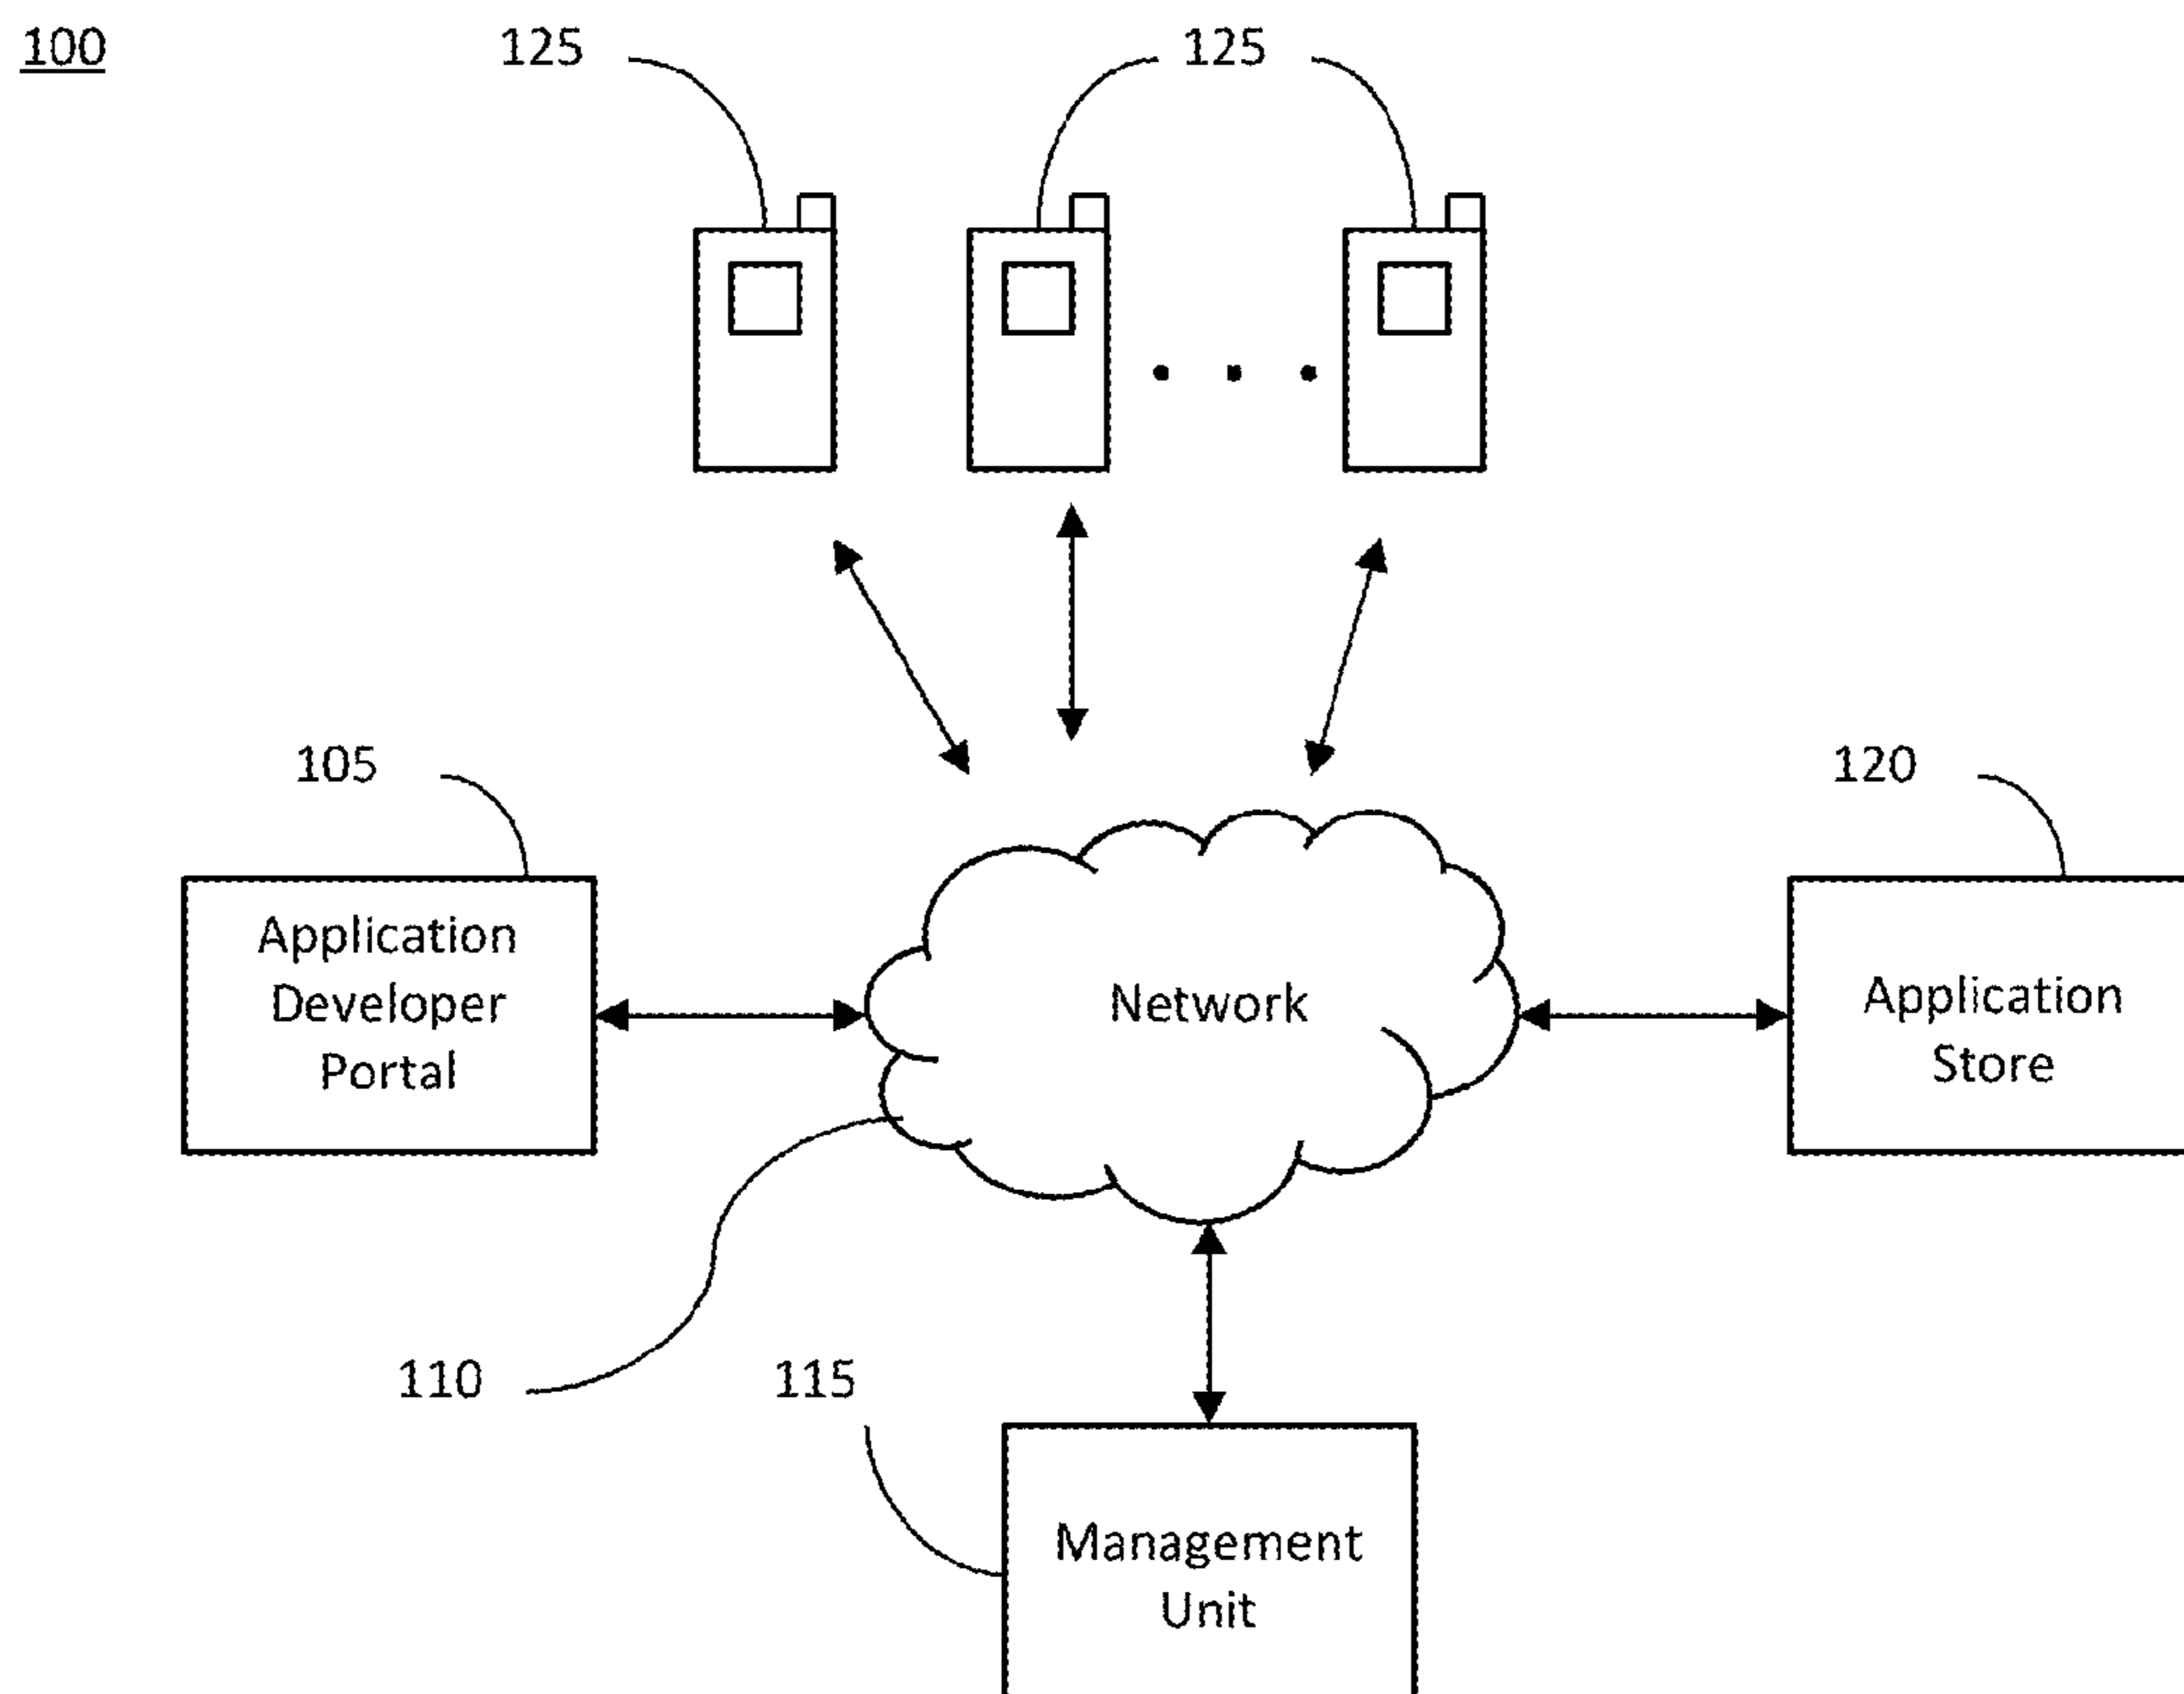 100
125
125
105
120
Application
Developer
Portal
Network
Application
Store
110
115
Management
Unit